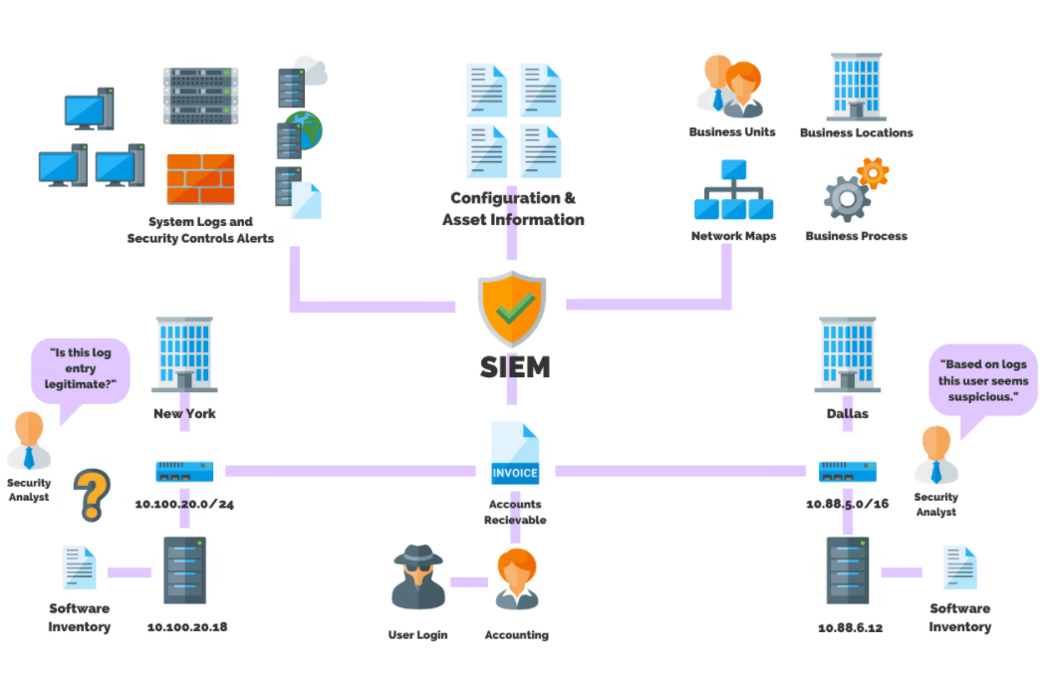 Business Units
Business Locations
Configuration &
Asset Information
System Logs and
Security Controls Alerts
Network Maps
Business Process
SIEM
"Is this log
entry
legitimate?"
New York
Dallas
"Based on logs
this user seems
suspicious."
Security
Analyst
10.100.20.0/24
INVOICE
Accounts
Recievable
10.88.5.0/16
Security
Analyst
Software
Inventory
10.100.20.18
User Login
Accounting
10.88.6.12
Software
Inventory